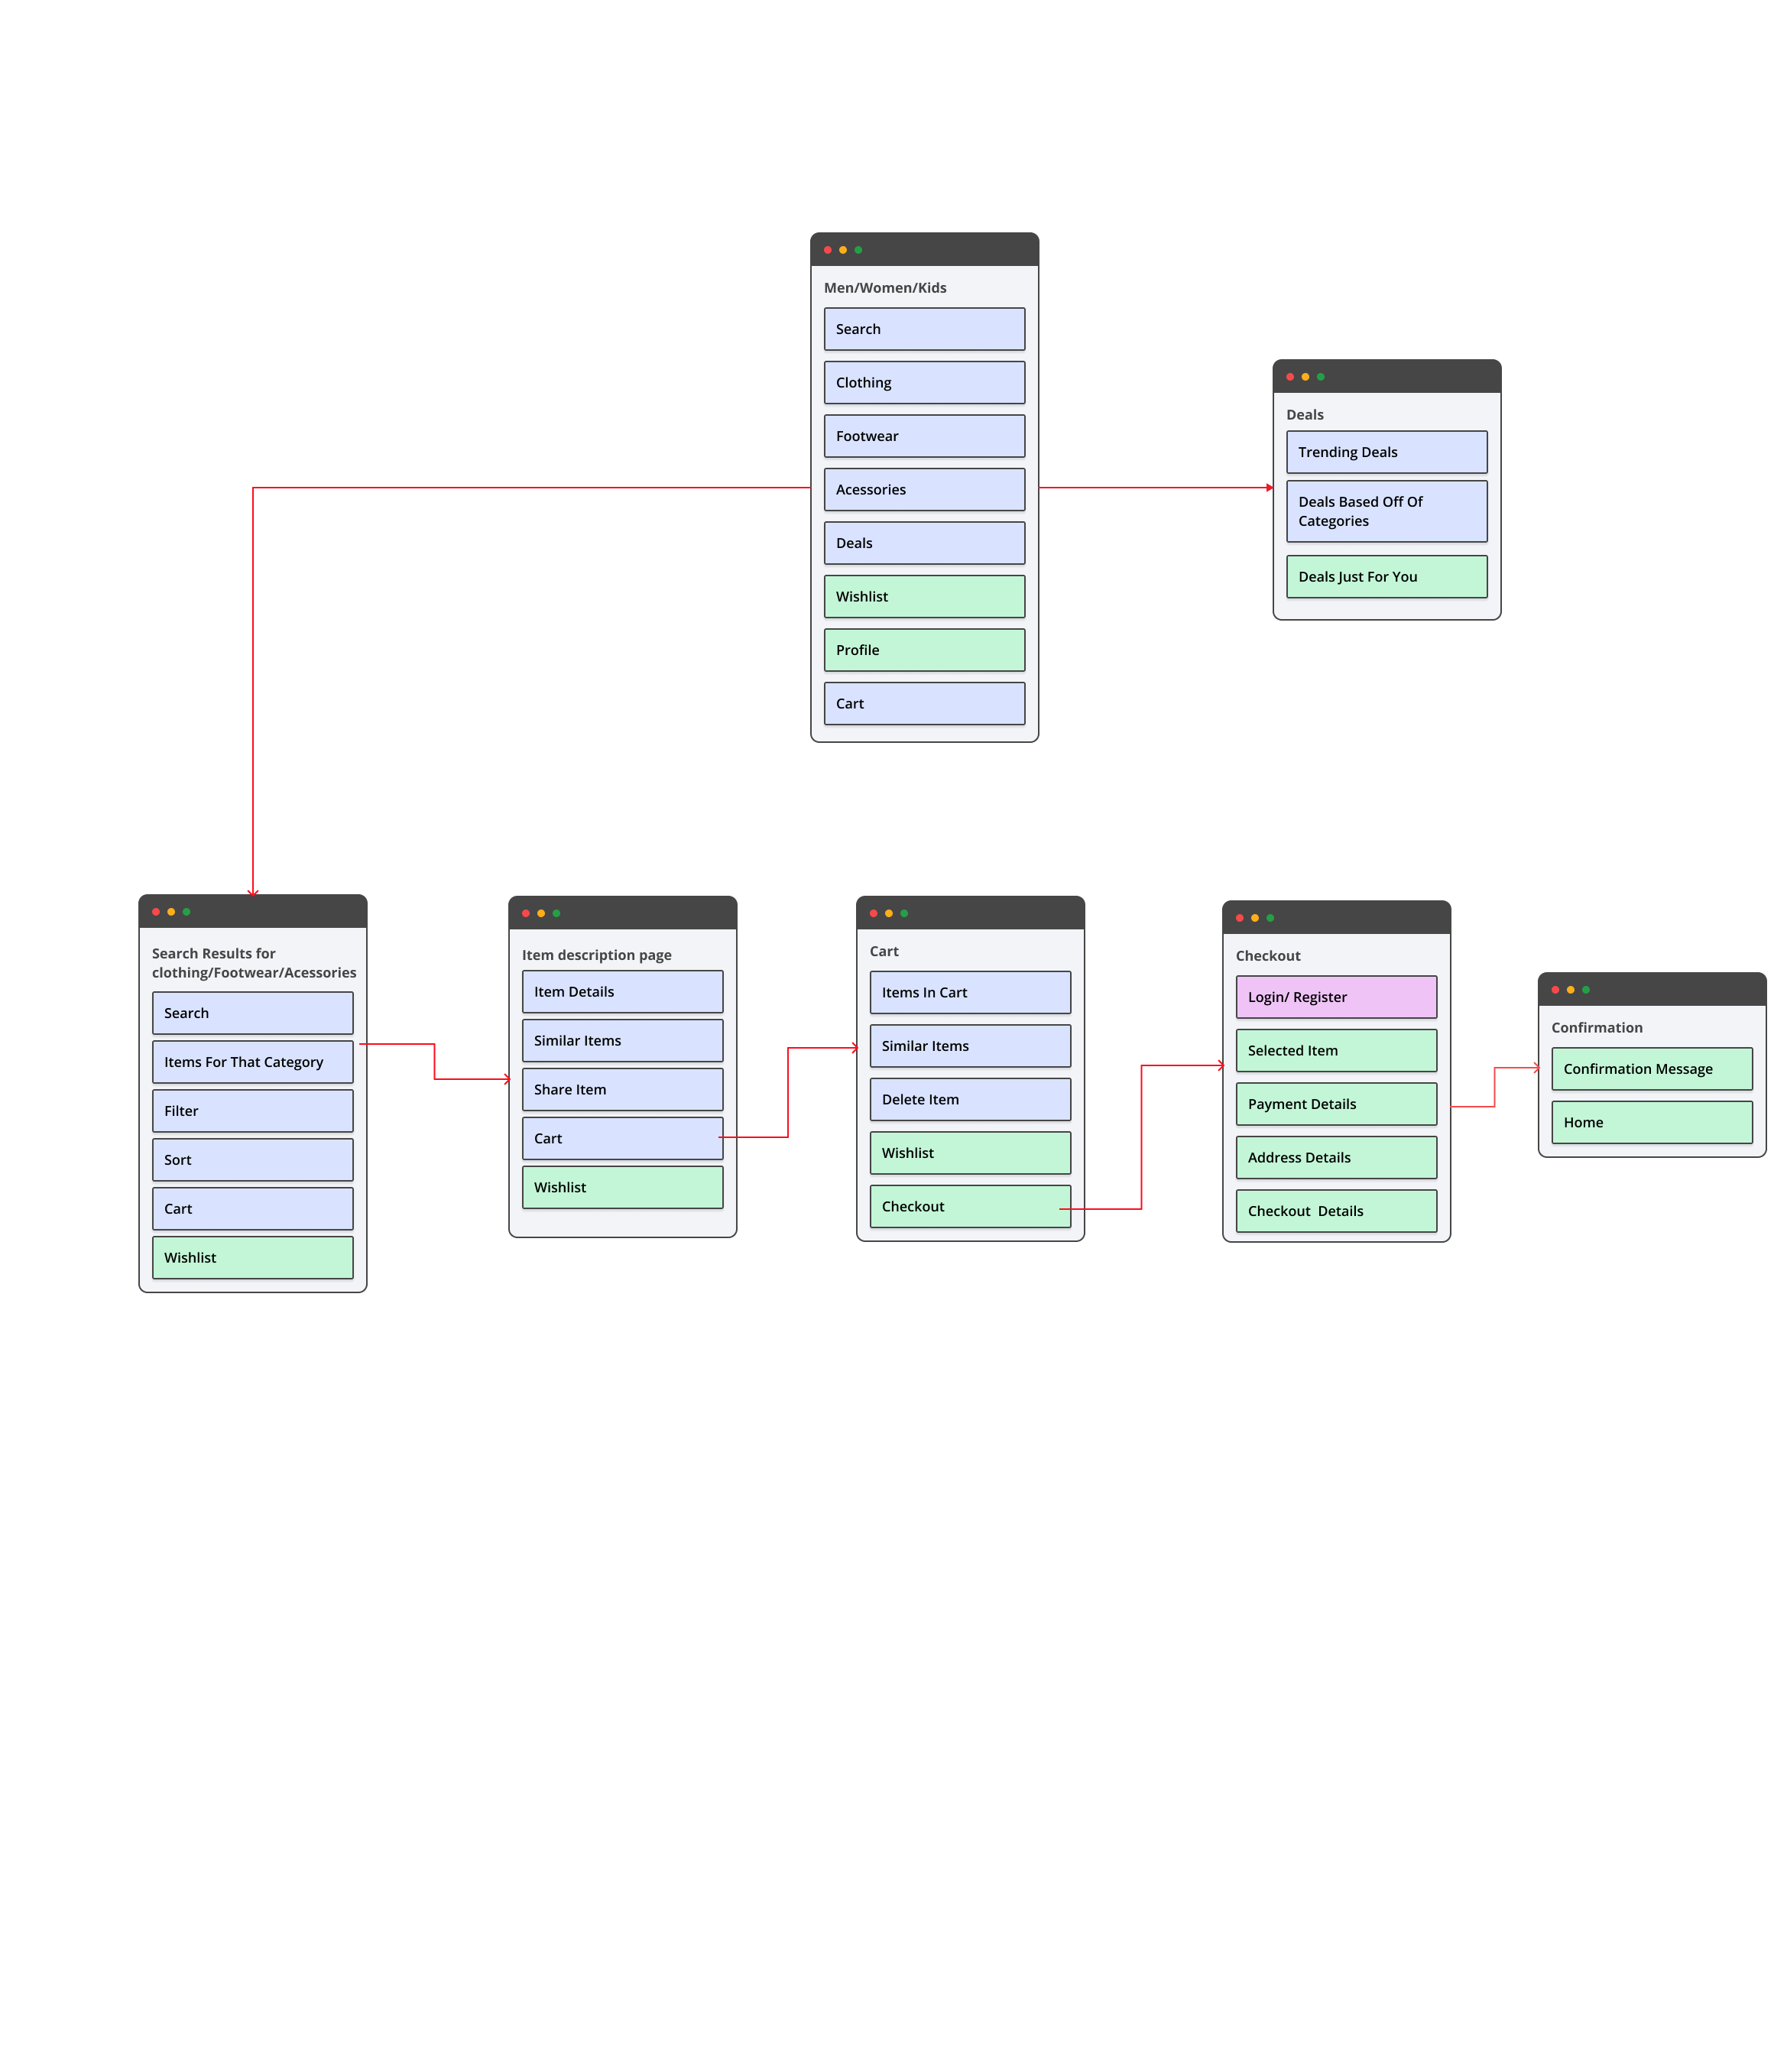 Men/Women/Kids
Search
Clothing
Footwear
Acessories
Deals
Wishlist
Profile
Cart
Deals
Trending Deals
Deals Based Off Of
Categories
Deals Just For You
Search Results for
clothing/Footwear/Acessories
Search
Items For That Category
Filter
Sort
Cart
Wishlist
Item description page
Item Details
Similar Items
Share Item
Cart
Wishlist
Cart
Items In Cart
Similar Items
Delete Item
Wishlist
Checkout
Checkout
Login/ Register
Selected Item
Payment Details
Address Details
Checkout  Details
Confirmation
Confirmation Message
Home